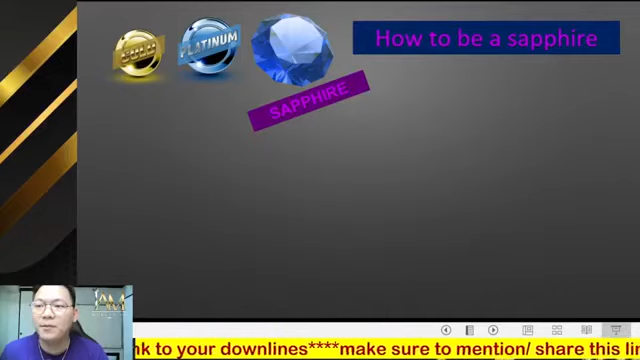 GOLD
PLATINUM
How to be a sapphire
SAPPHIRE
nk to your downlines****make sure to mention/ share this li